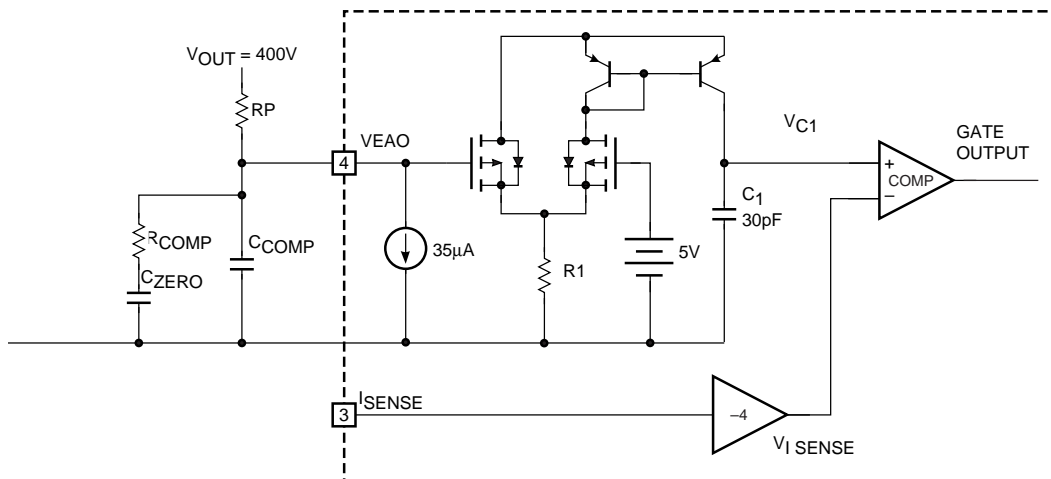 VOUT = 400V
RP
4
VEAO
VC1
GATE
OUTPUT
+
COMP
–
C1
30pF
RCOMP
CCOMP
35µA
R1
5V
CZERO
3
ISENSE
–4
VI SENSE